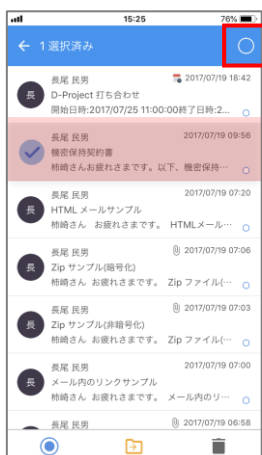 15:25 76%
← 1選択済み
長尾 民男 2017/07/19 18:42
長
D-Project 打ち合わせ
開始日時:2017/07/25 11:00:00終了日時:2...
長尾 民男 2017/07/19 09:56
機密保持契約書
柿崎さんお疲れさまです。以下、機密保持…
長尾 民男 2017/07/19 07:20
長
HTML メールサンプル
柿崎さん お疲れさまです。 HTMLメール…
長尾 民男 2017/07/19 07:06
長
Zip サンプル(暗号化)
柿崎さん お疲れさまです。 Zip ファイル(…
長尾 民男 2017/07/19 07:03
長
Zip サンプル(非暗号化)
柿崎さん お疲れさまです。 Zip ファイル(…
長尾 民男 2017/07/19 07:00
長
メール内のリンクサンプル
柿崎さん お疲れさまです。 メール内のリ…
長尾 民男 2017/07/19 06:58